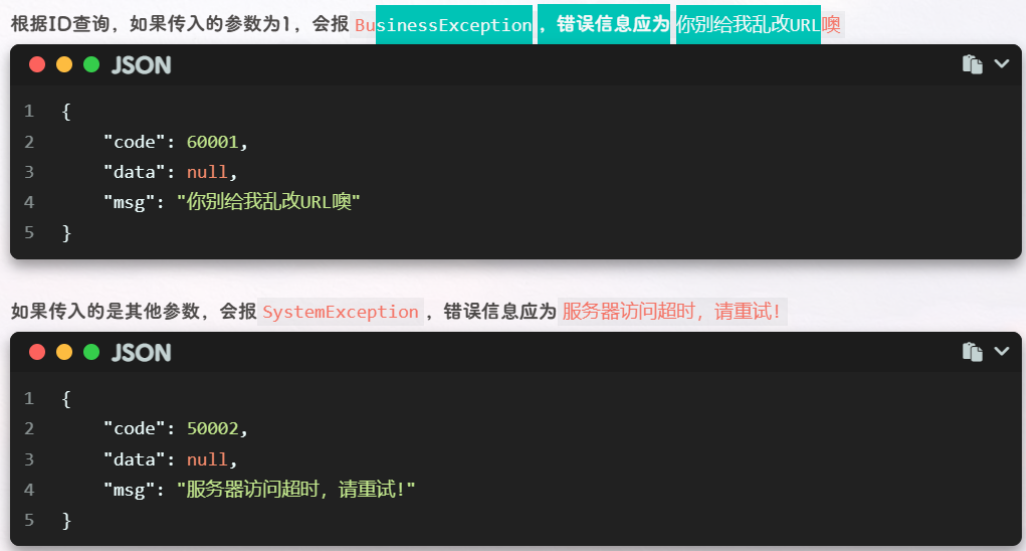 根据ID查询，如果传入的参数为1，会报 BusinessException ，错误信息应为 你别给我乱改URL噢
JSON
1 {
2 "code": 60001,
3 "data": null,
4 "msg": "你别给我乱改URL噢"
5 }
如果传入的是其他参数，会报 SystemException ，错误信息应为 服务器访问超时，请重试!
JSON
1 {
2 "code": 50002,
3 "data": null,
4 "msg": "服务器访问超时，请重试!"
5 }